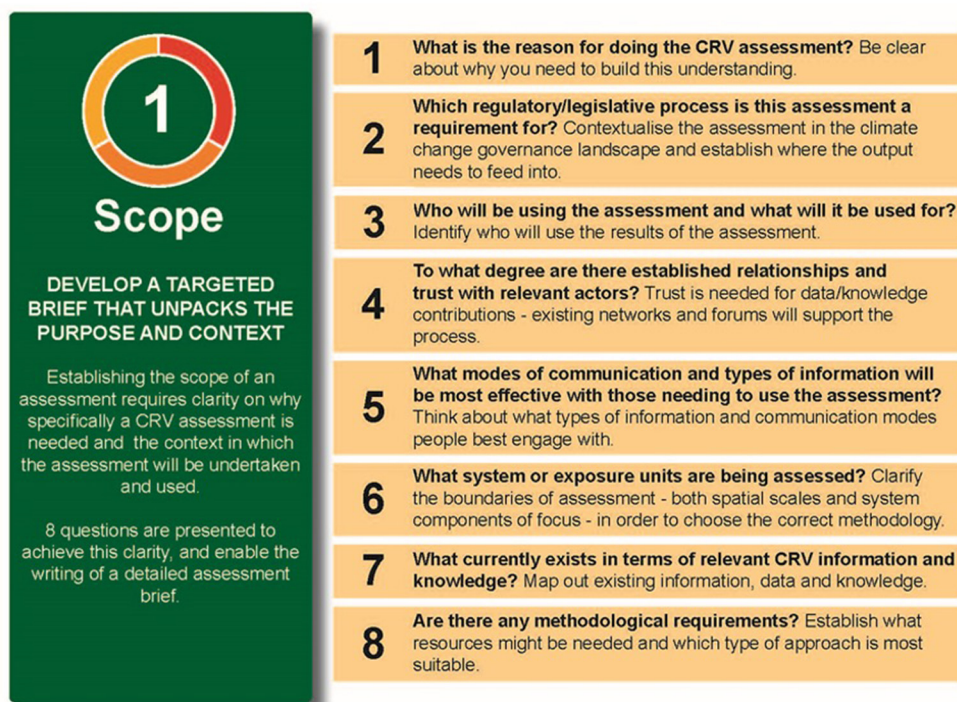 1
Scope
DEVELOP A TARGETED
BRIEF THAT UNPACKS THE
PURPOSE AND CONTEXT
Establishing the scope of an
assessment requires clarity on why
specifically a CRV assessment is
needed and the context in which
the assessment will be undertaken
and used.
8 questions are presented to
achieve this clarity, and enable the
writing of a detailed assessment
brief.
1
What is the reason for doing the CRV assessment? Be clear
about why you need to build this understanding.
2
Which regulatory/legislative process is this assessment a
requirement for? Contextualise the assessment in the climate
change governance landscape and establish where the output
needs to feed into.
3
Who will be using the assessment and what will it be used for?
Identify who will use the results of the assessment.
4
To what degree are there established relationships and
trust with relevant actors? Trust is needed for data/knowledge
contributions - existing networks and forums will support the
process.
5
What modes of communication and types of information will
be most effective with those needing to use the assessment?
Think about what types of information and communication modes
people best engage with.
6
What system or exposure units are being assessed? Clarify
the boundaries of assessment - both spatial scales and system
components of focus - in order to choose the correct methodology.
7
What currently exists in terms of relevant CRV information and
knowledge? Map out existing information, data and knowledge.
8
Are there any methodological requirements? Establish what
resources might be needed and which type of approach is most
suitable.